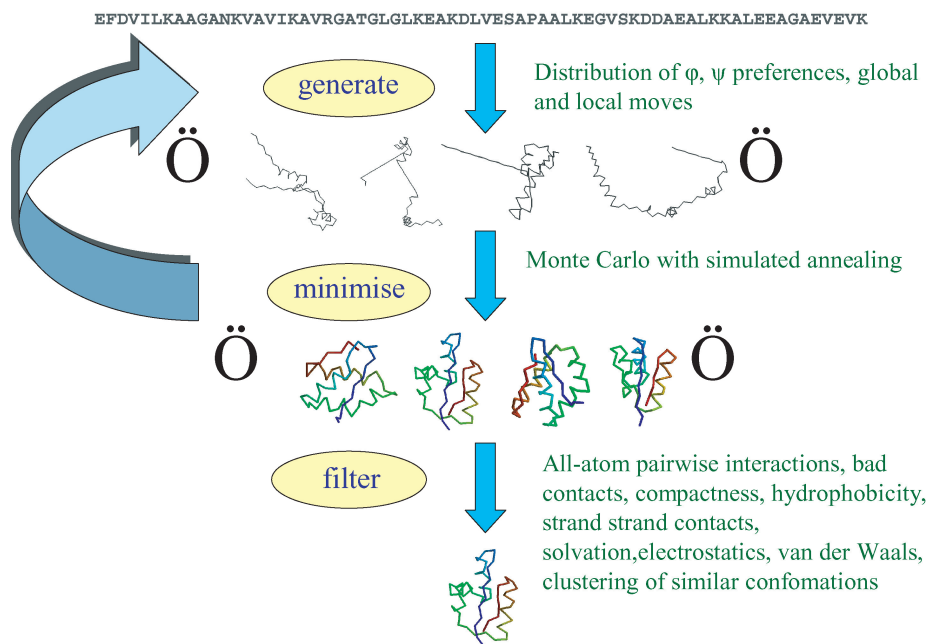 EFDVILKAAGANKVAVIKAVRGATGLGLKEAKDLVESAPAALKEGVSKDDAEALKKALEEAGAEVEVK
generate
Distribution of φ, ψ preferences, global
and local moves
Ö
Ö
Monte Carlo with simulated annealing
minimise
Ö
Ö
filter
All-atom pairwise interactions, bad
contacts, compactness, hydrophobicity,
strand strand contacts,
solvation,electrostatics, van der Waals,
clustering of similar confomations